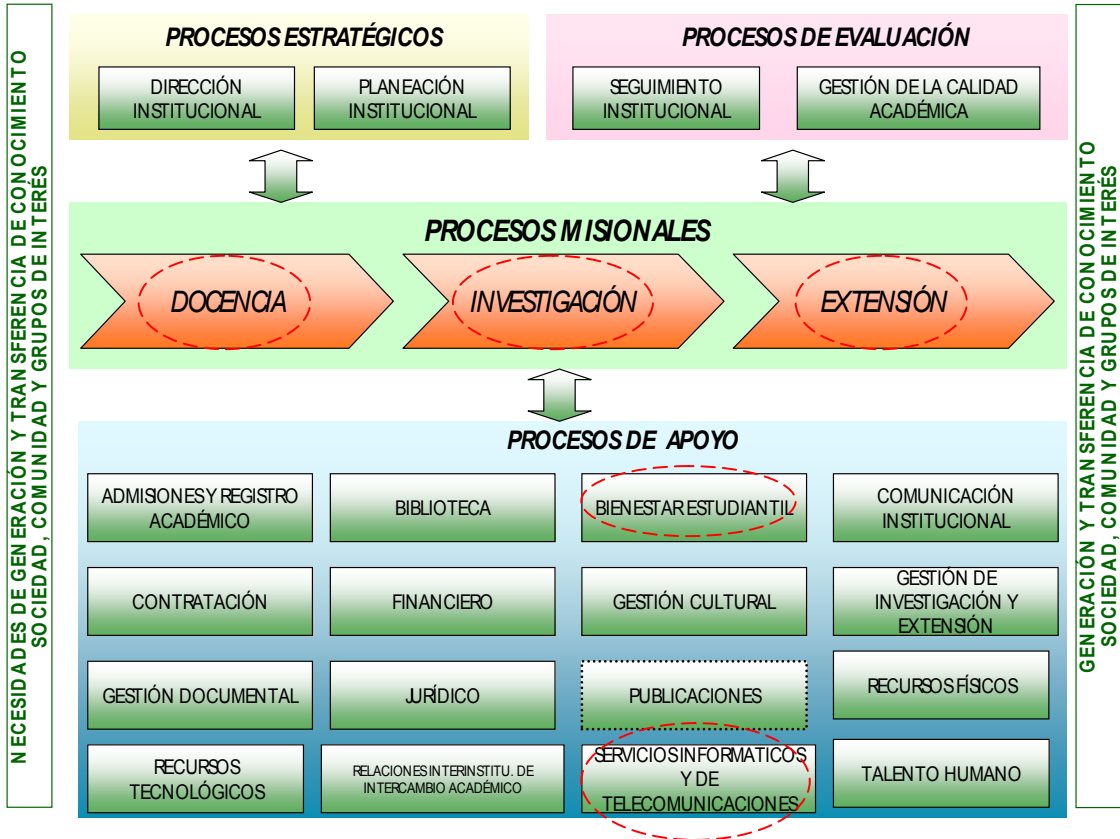 NECESIDADES DE GENERACIÓN Y TRANSFERENCIA DE CONOCIMIENTO
SOCIEDAD, COMUNIDAD Y GRUPOS DE INTERÉS
PROCESOS ESTRATÉGICOS
DIRECCIÓN
INSTITUCIONAL
PLANEACIÓN
INSTITUCIONAL
PROCESOS DE EVALUACIÓN
SEGUIMIENTO
INSTITUCIONAL
GESTIÓN DE LA CALIDAD
ACADÉMICA
PROCESOS MISIONALES
DOCENCIA
INVESTIGACIÓN
EXTENSIÓN
PROCESOS DE APOYO
ADMISIONES Y REGISTRO
ACADÉMICO
BIBLIOTECA
BIENESTAR ESTUDIANTIL
COMUNICACIÓN
INSTITUCIONAL
CONTRATACIÓN
FINANCIERO
GESTIÓN CULTURAL
GESTIÓN DE
INVESTIGACIÓN Y
EXTENSIÓN
GESTIÓN DOCUMENTAL
JURÍDICO
PUBLICACIONES
RECURSOS FÍSICOS
RECURSOS
TECNOLÓGICOS
RELACIONES INTERINSTITU. DE
INTERCAMBIO ACADÉMICO
SERVICIOS INFORMATICOS
Y DE
TELECOMUNICACIONES
TALENTO HUMANO
GENERACIÓN Y TRANSFERENCIA DE CONOCIMIENTO
SOCIEDAD, COMUNIDAD Y GRUPOS DE INTERÉS